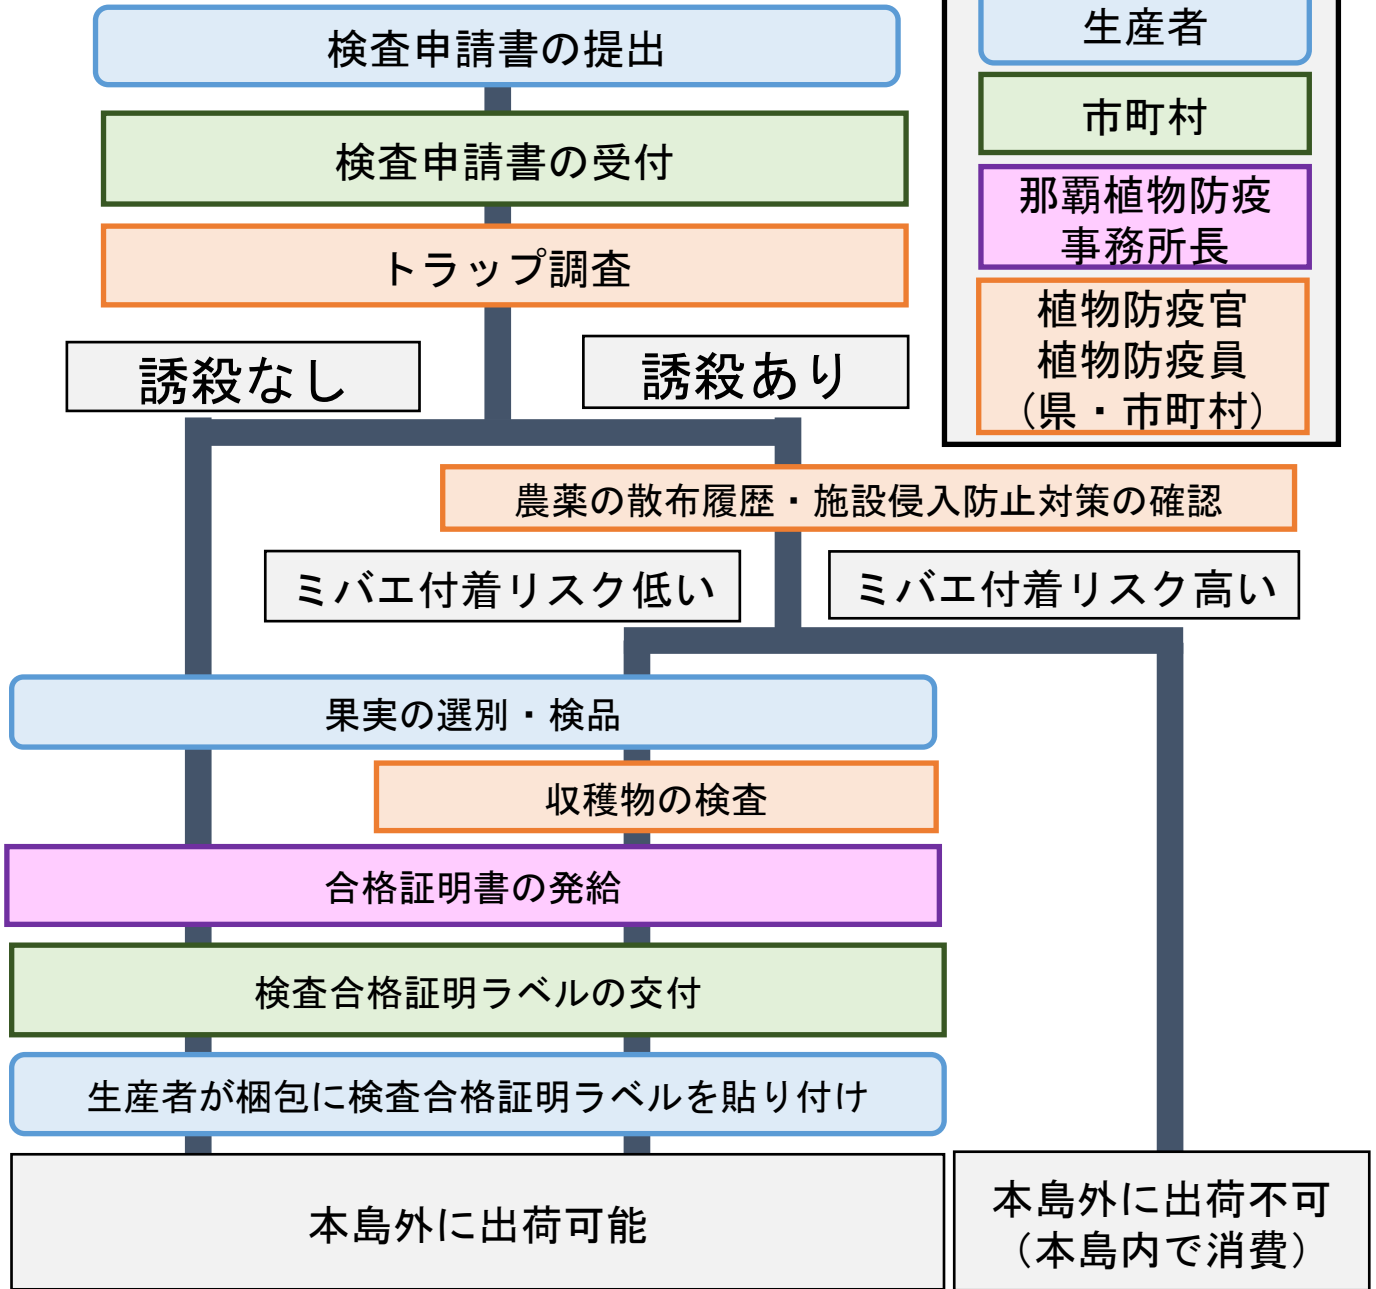 検査申請書の提出
検査申請書の受付
トラップ調査
誘殺なし
誘殺あり
生産者
市町村
那覇植物防疫
事務所長
植物防疫官
植物防疫員
（県・市町村）
農薬の散布履歴・施設侵入防止対策の確認
ミバエ付着リスク低い
ミバエ付着リスク高い
果実の選別・検品
収穫物の検査
合格証明書の発給
検査合格証明ラベルの交付
生産者が梱包に検査合格証明ラベルを貼り付け
本島外に出荷可能
本島外に出荷不可
（本島内で消費）